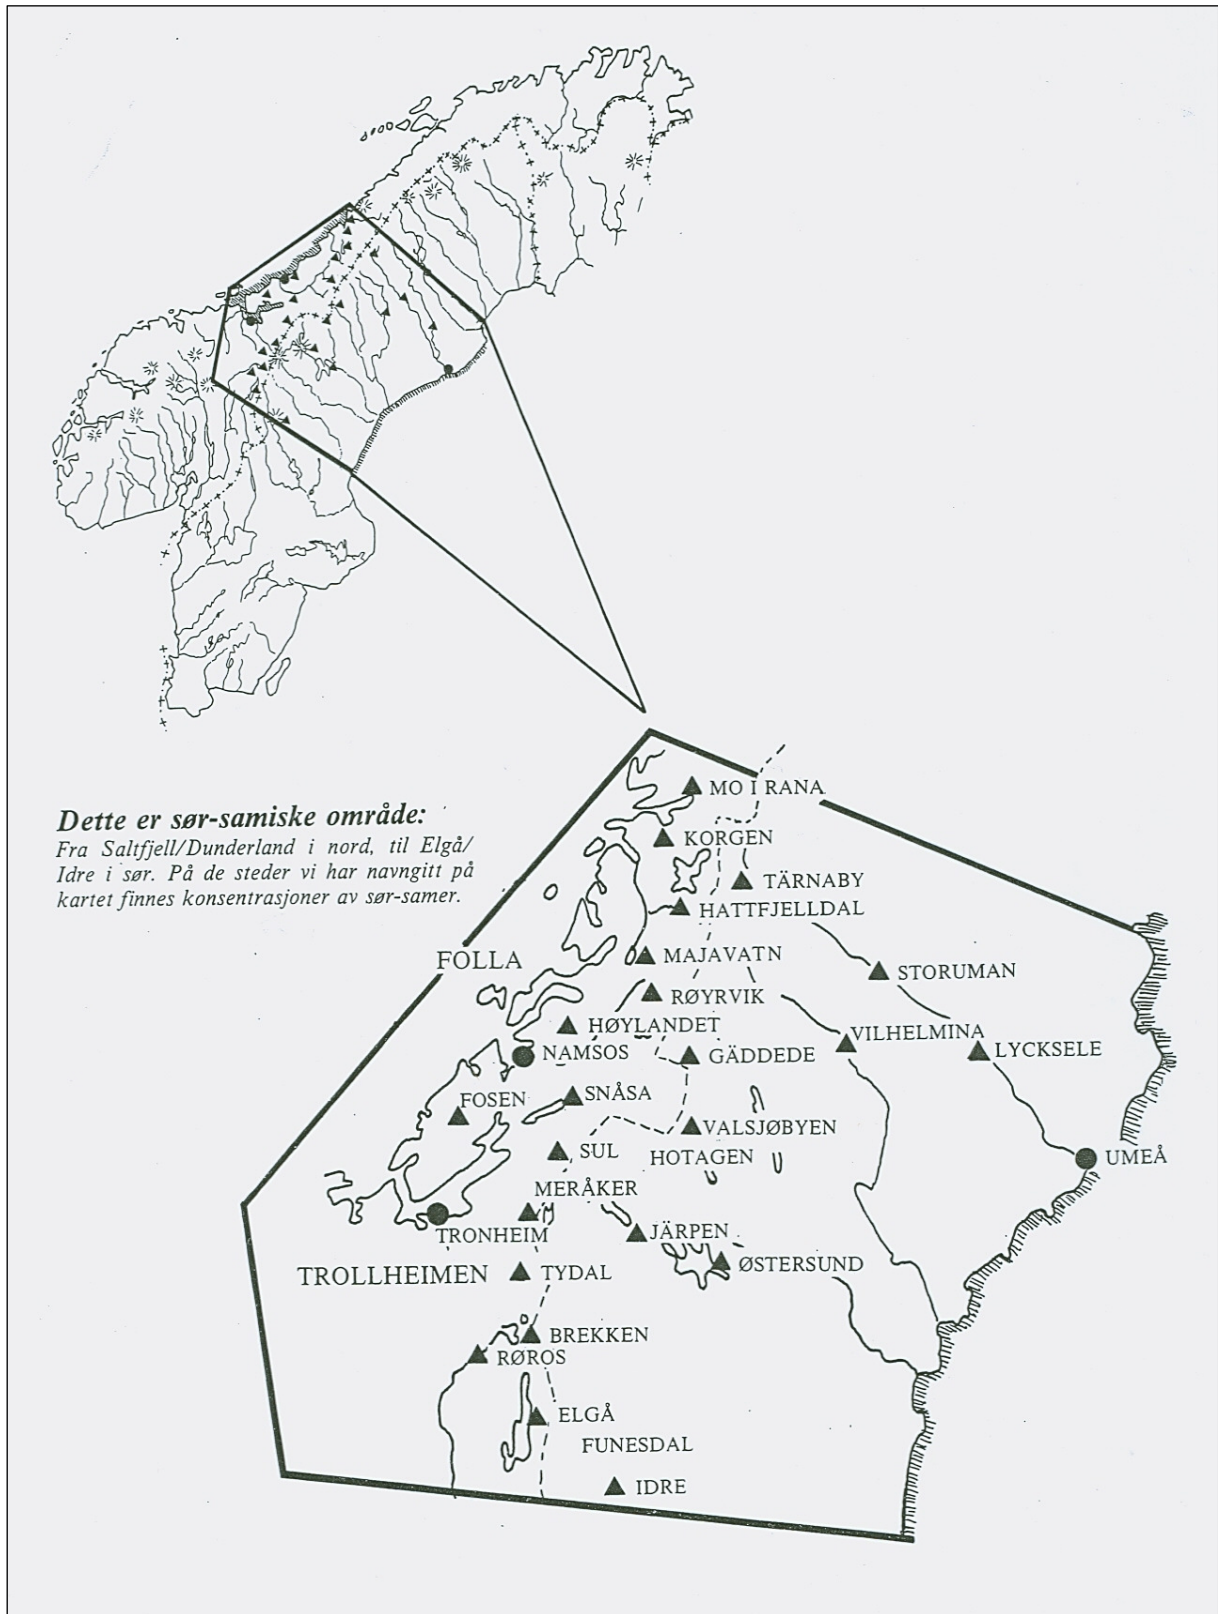 Dette er sør-samiske område:
Fra Saltfjell/Dunderland i nord, til Elgå/
Idre i sør. På de steder vi har navngitt på
kartet finnes konsentrasjoner av sør-samer.
MO I RANA
KORGEN
TÄRNABY
HATTFJELLDAL
FOLLA
MAJAVATN
STORUMAN
RØYRVIK
HØYLANDET
VILHELMINA
NAMSOS
GÄDDEDE
LYCKSELE
FOSEN
SNÅSA
VALSJØBYEN
SUL
HOTAGEN
UMEÅ
MERÅKER
TRONHEIM
JÄRPEN
TROLLHEIMEN
TYDAL
ØSTERSUND
BREKKEN
RØROS
ELGÅ
FUNESDAL
IDRE